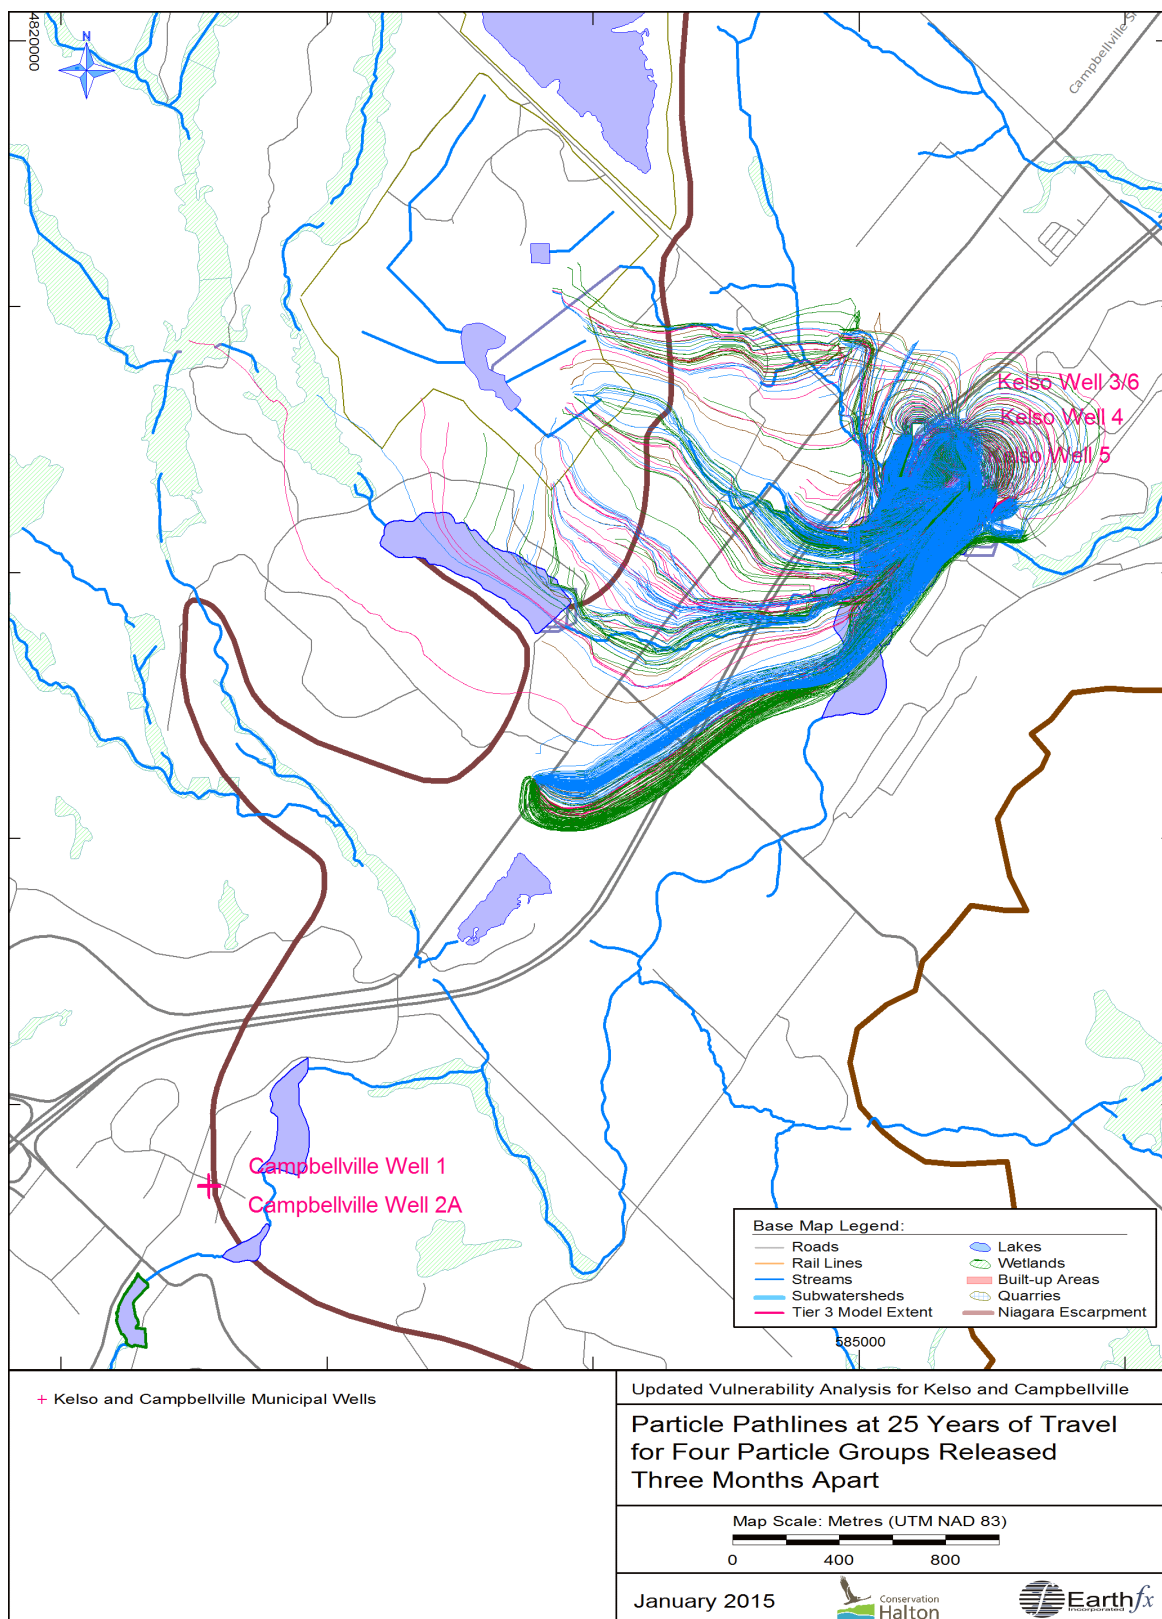 4820000
N
Campbellville
Kelso Well 3/6
Kelso Well 4
Kelso Well 5
Campbellville Well 1
Campbellville Well 2A
Base Map Legend:
Roads
Rail Lines
Streams
Subwatersheds
Tier 3 Model Extent
Lakes
Wetlands
Built-up Areas
Quarries
Niagara Escarpment
585000
+ Kelso and Campbellville Municipal Wells
Updated Vulnerability Analysis for Kelso and Campbellville
Particle Pathlines at 25 Years of Travel
for Four Particle Groups Released
Three Months Apart
Map Scale: Metres (UTM NAD 83)
0 400 800
January 2015
Conservation
Halton
Earthfx
Incorporated